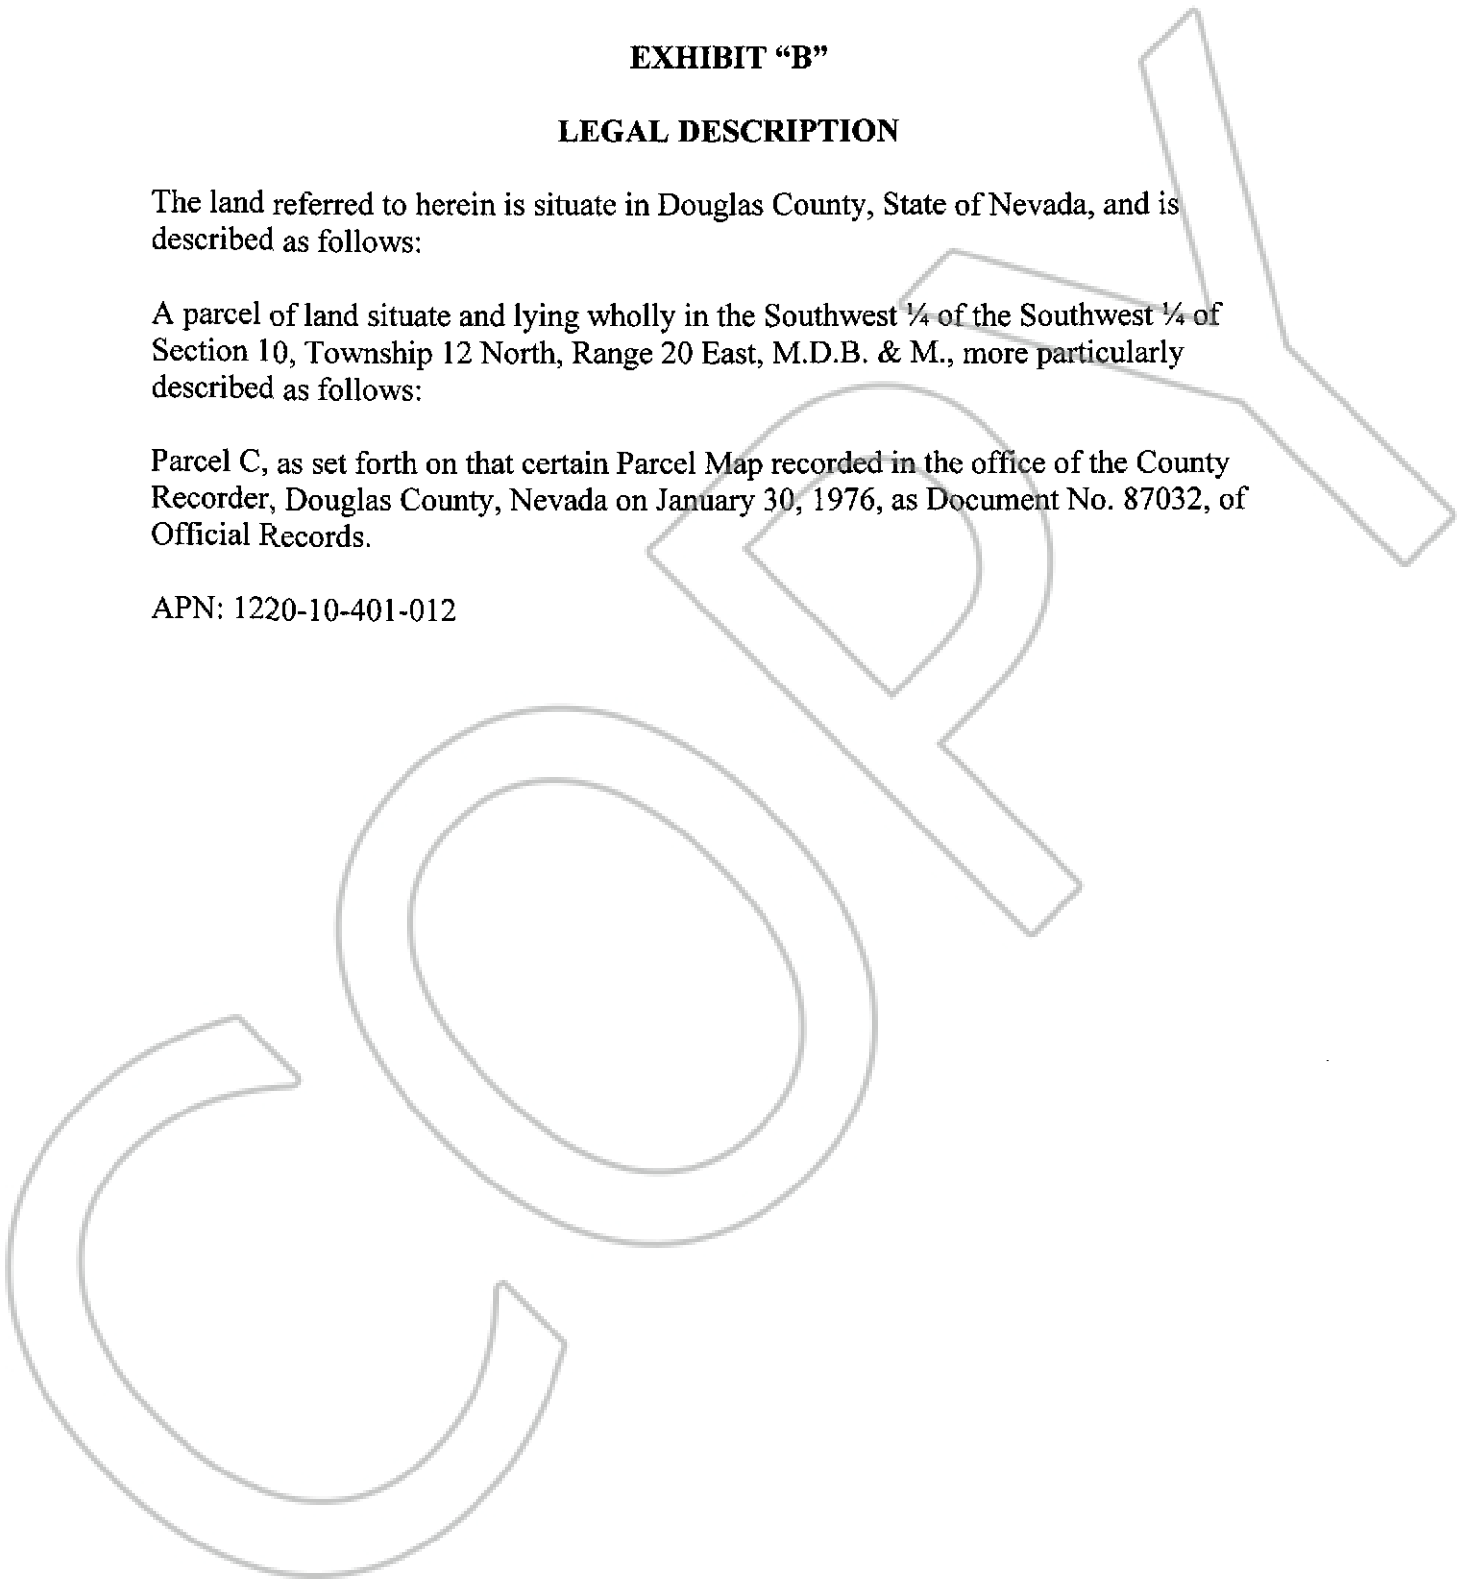 EXHIBIT “B”
LEGAL DESCRIPTION
The land referred to herein is situate in Douglas County, State of Nevada, and is
described as follows:
A parcel of land situate and lying wholly in the Southwest ¼ of the Southwest ¼ of
Section 10, Township 12 North, Range 20 East, M.D.B. & M., more particularly
described as follows:
Parcel C, as set forth on that certain Parcel Map recorded in the office of the County
Recorder, Douglas County, Nevada on January 30, 1976, as Document No. 87032, of
Official Records.
APN: 1220-10-401-012
COPY